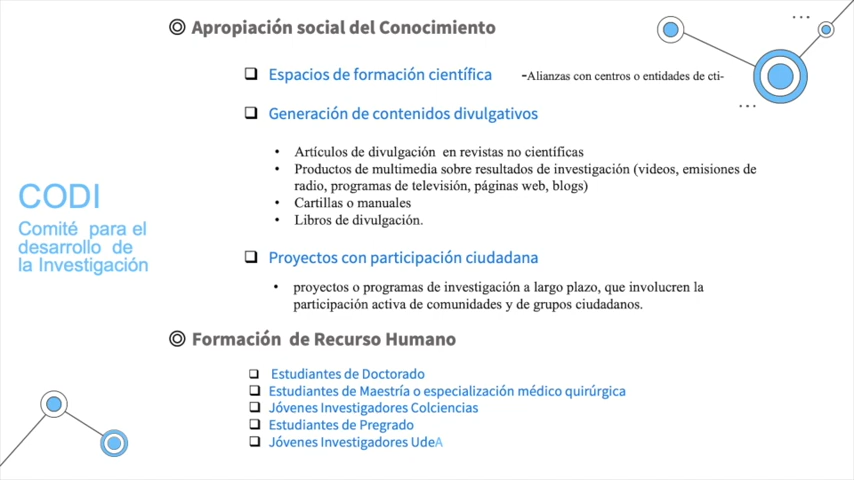 Apropiación social del Conocimiento
Espacios de formación científica -Alianzas con centros o entidades de cti-
Generación de contenidos divulgativos
• Artículos de divulgación en revistas no científicas
• Productos de multimedia sobre resultados de investigación (videos, emisiones de
radio, programas de televisión, páginas web, blogs)
• Cartillas o manuales
• Libros de divulgación.
CODI
Comité para el
desarrollo de
la Investigación
Proyectos con participación ciudadana
• proyectos o programas de investigación a largo plazo, que involucren la
participación activa de comunidades y de grupos ciudadanos.
Formación de Recurso Humano
Estudiantes de Doctorado
Estudiantes de Maestría o especialización médico quirúrgica
Jóvenes Investigadores Colciencias
Estudiantes de Pregrado
Jóvenes Investigadores UdeA